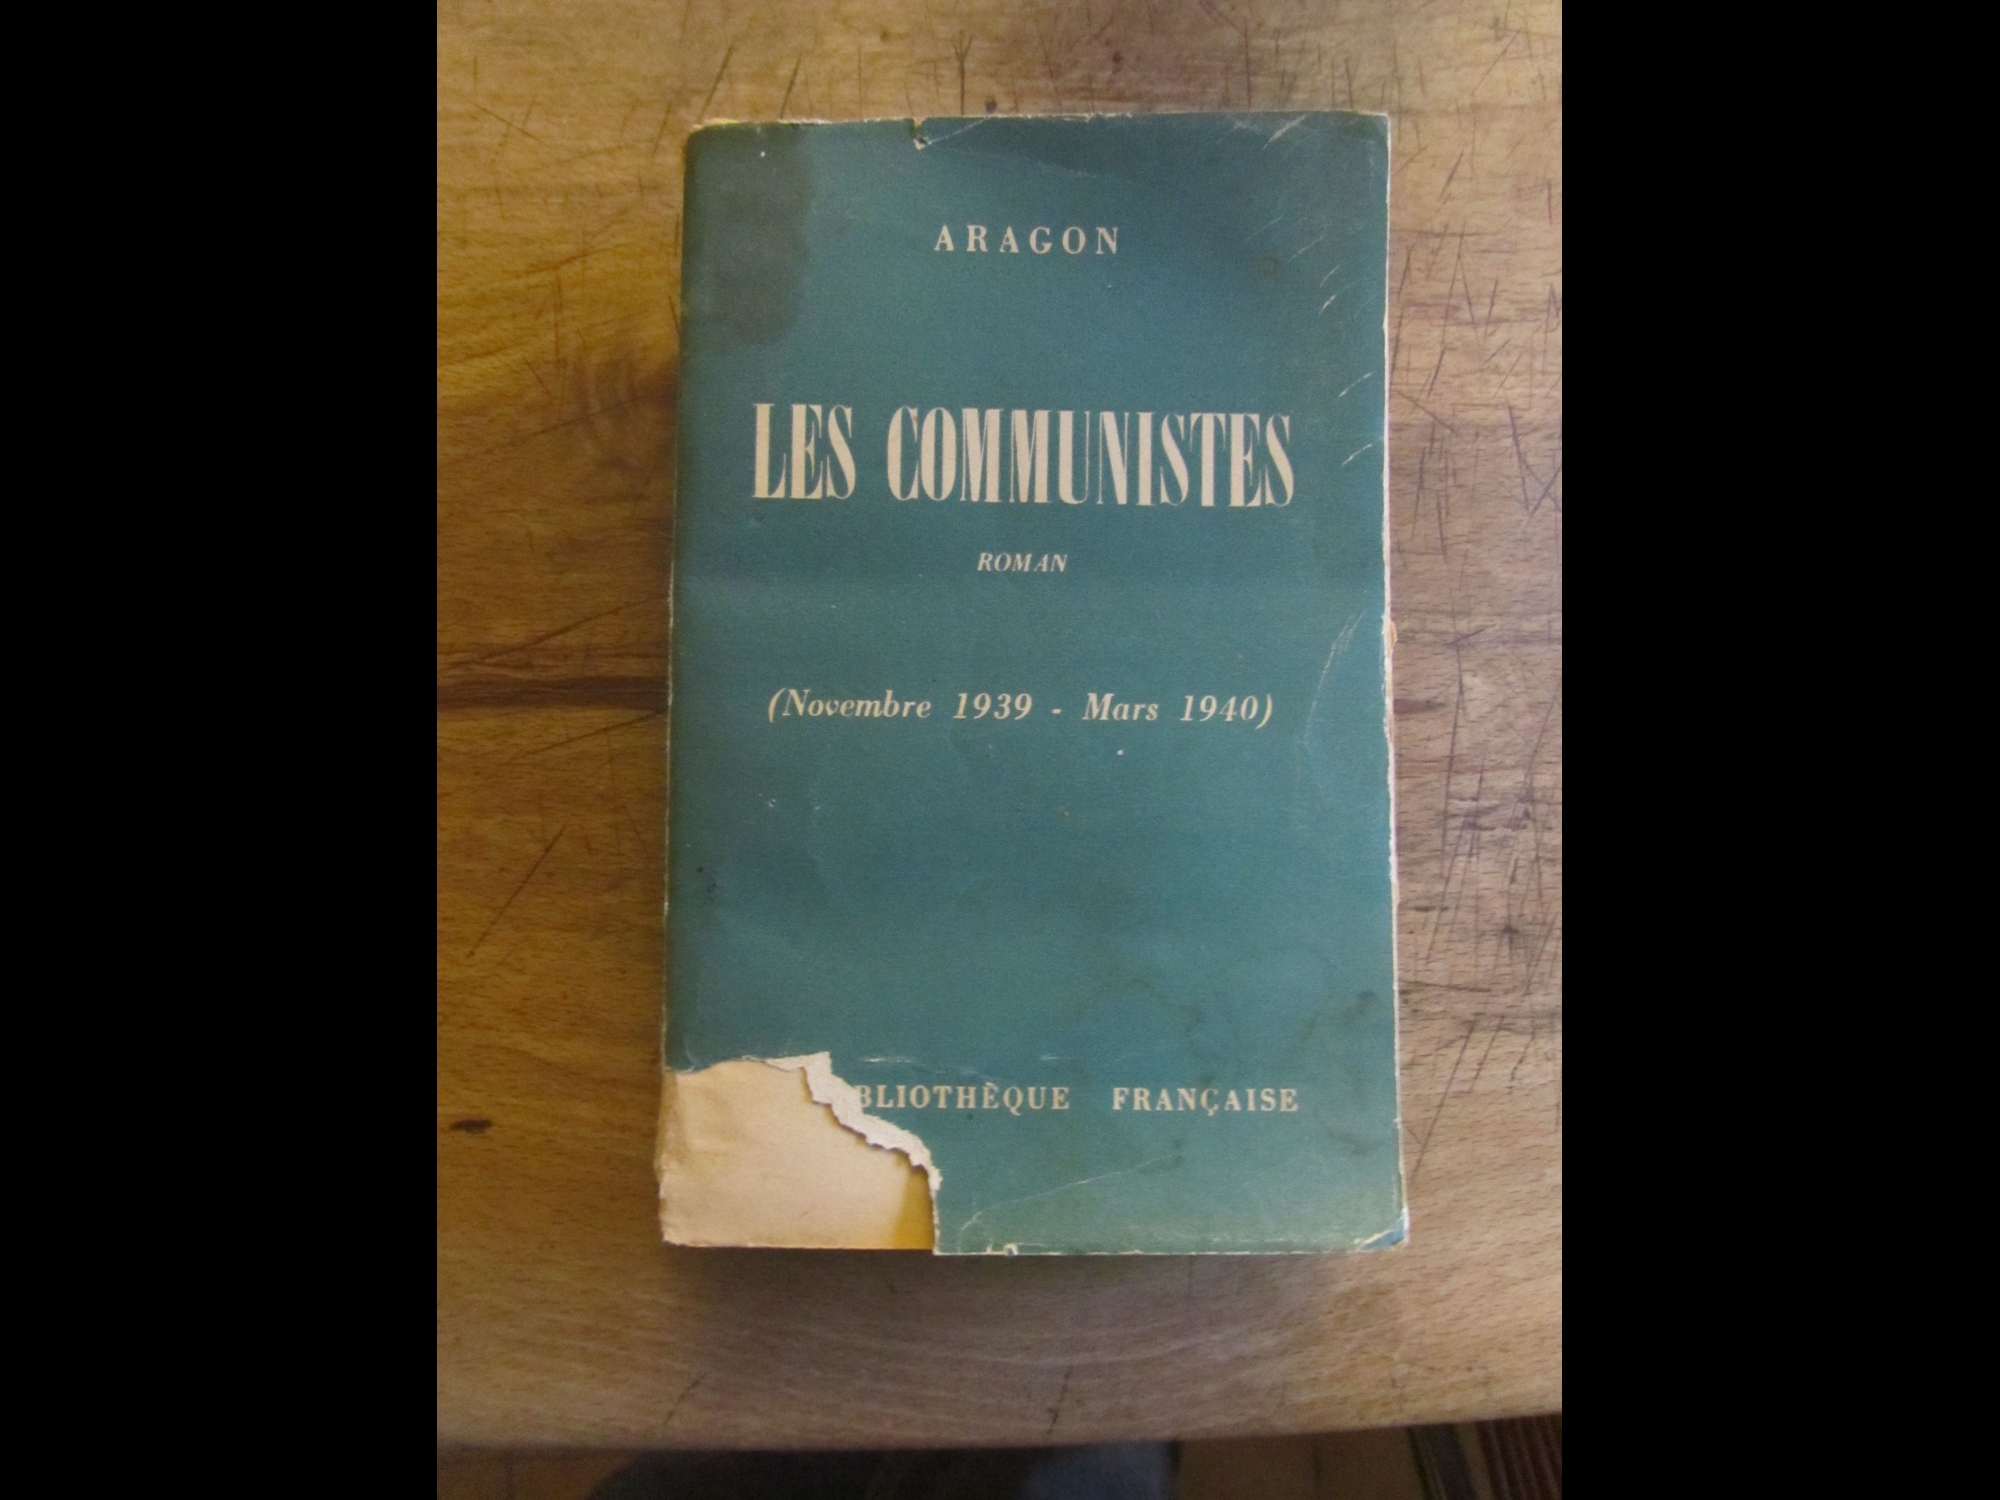 ARAGON
LES COMMUNISTES
ROMAN
(Novembre 1939 - Mars 1940)
BLIOTHÈQUE FRANÇAISE